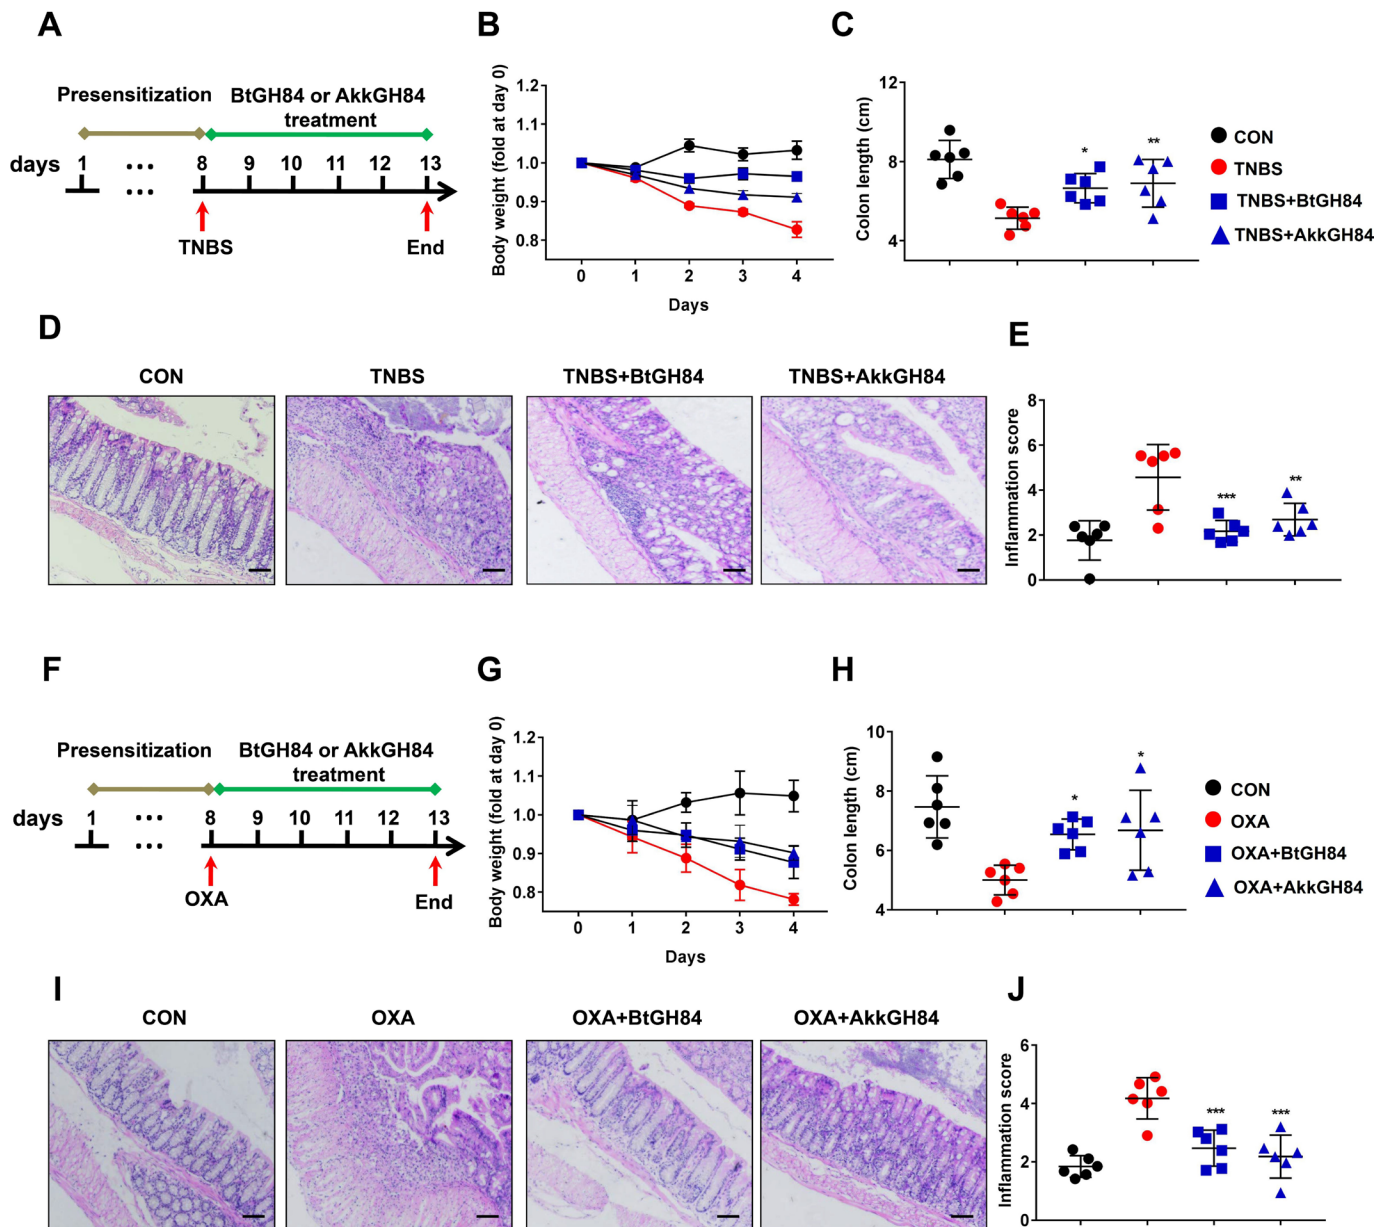 A
Presensitization
BtGH84 or AkkGH84
treatment
days
1 ... 8 9 10 11 12 13
...
TNBS
End
B
Body weight (fold at day 0)
1.2
1.0
0.9
0.8
0 1 2 3 4
Days
C
Colon length (cm)
12
8
4
*
**
CON
TNBS
TNBS+BtGH84
TNBS+AkkGH84
D
CON
TNBS
TNBS+BtGH84
TNBS+AkkGH84
E
Inflammation score
8
6
4
2
0
***
**
F
Presensitization
BtGH84 or AkkGH84
treatment
days
1 ... 8 9 10 11 12 13
...
OXA
End
G
Body weight (fold at day 0)
1.2
1.1
1.0
0.9
0.8
0 1 2 3 4
Days
H
Colon length (cm)
10
8
6
4
*
*
CON
OXA
OXA+BtGH84
OXA+AkkGH84
I
CON
OXA
OXA+BtGH84
OXA+AkkGH84
J
Inflammation score
6
4
2
0
***
***